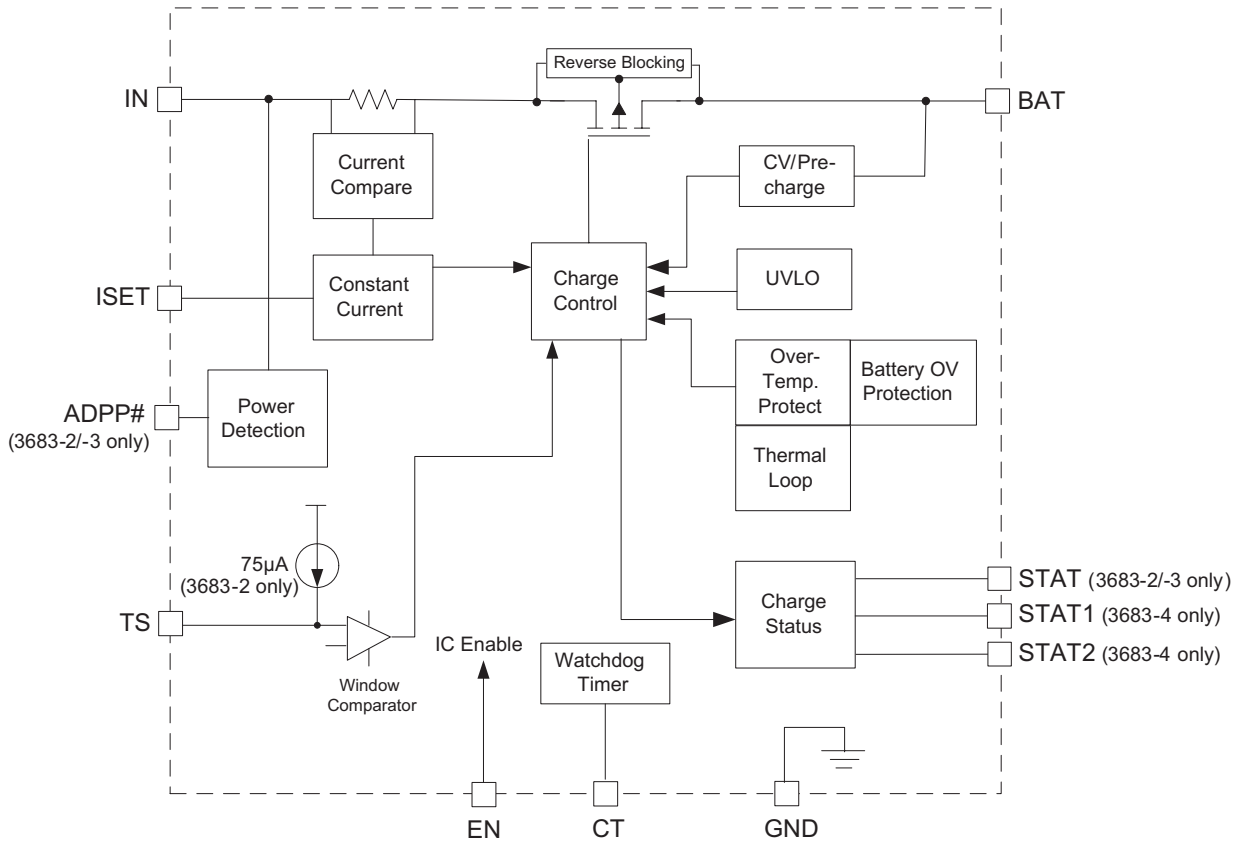 Reverse Blocking
IN
BAT
Current
Compare
CV/Pre-
charge
ISET
Constant
Current
Charge
Control
UVLO
Over-
Temp.
Protect
Battery OV
Protection
Thermal
Loop
ADPP#
(3683-2/-3 only)
Power
Detection
75µA
(3683-2 only)
TS
Window
Comparator
IC Enable
Watchdog
Timer
Charge
Status
STAT (3683-2/-3 only)
STAT1 (3683-4 only)
STAT2 (3683-4 only)
EN
CT
GND